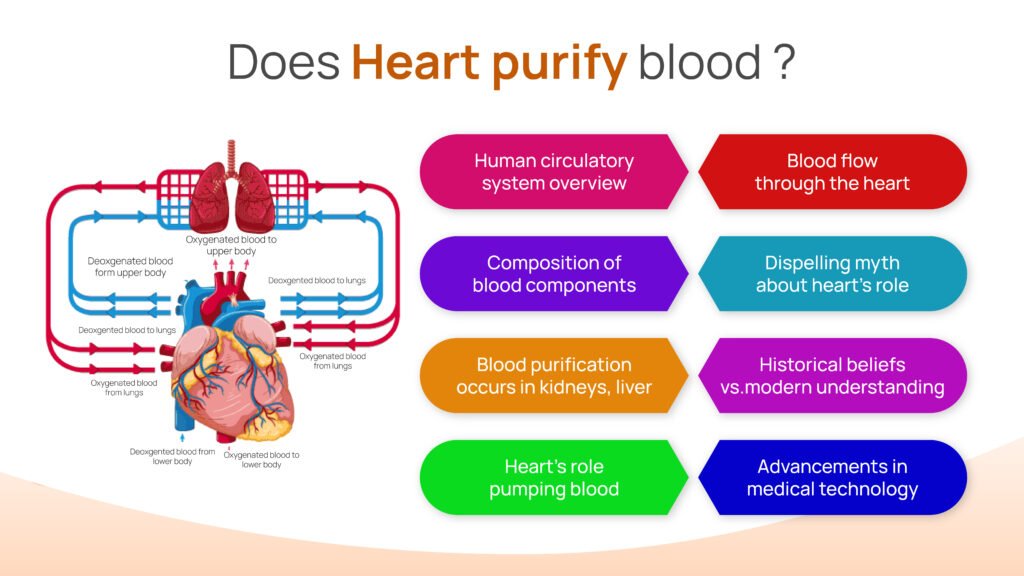 Does Heart purify blood ?
Oxygenated blood to
upper body
Deoxgenated blood
form upper body
Deoxgented blood to lungs
Deoxgented blood to lungs
Oxygenated blood
from lungs
Oxygenated blood
from lungs
Deoxgented blood from
lower body
Oxygenated blood to
lower body
Human circulatory
system overview
Blood flow
through the heart
Composition of
blood components
Dispelling myth
about heart's role
Blood purification
occurs in kidneys, liver
Historical beliefs
vs.modern understanding
Heart's role
pumping blood
Advancements in
medical technology